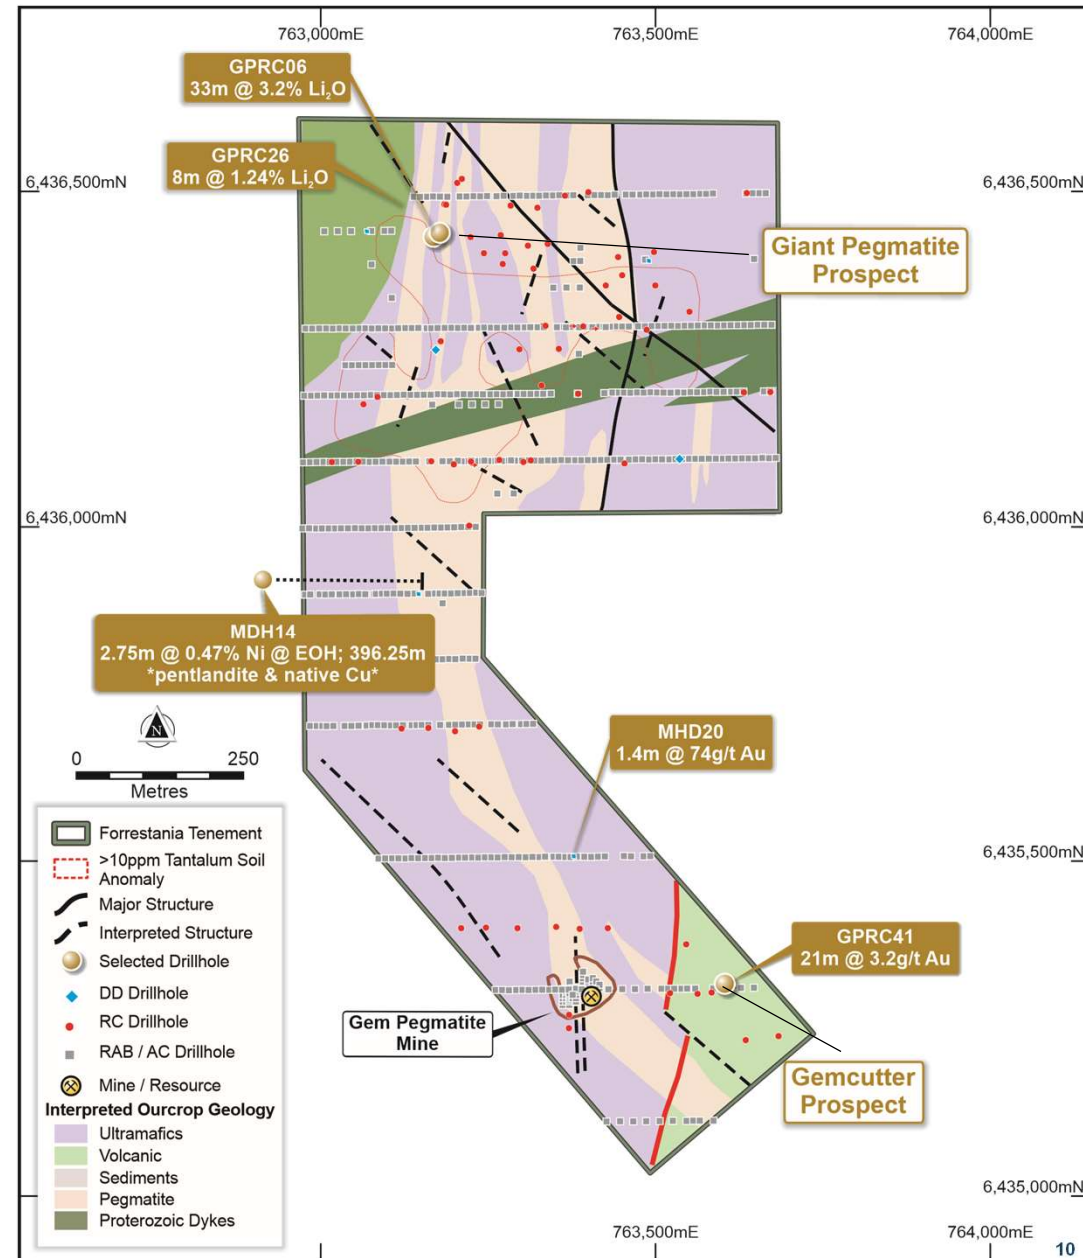 763,000mE
763,500mE
764,000mE
GPRC06
33m @ 3.2% Li₂O
GPRC26
8m @ 1.24% Li₂O
6,436,500mN
6,436,500mN
Giant Pegmatite
Prospect
6,436,000mN
6,436,000mN
MDH14
2.75m @ 0.47% Ni @ EOH; 396.25m
*pentlandite & native Cu*
N
0
250
Metres
MHD20
1.4m @ 74g/t Au
6,435,500mN
GPRC41
21m @ 3.2g/t Au
Gem Pegmatite
Mine
Gemcutter
Prospect
Forrestania Tenement
>10ppm Tantalum Soil
Anomaly
Major Structure
Interpreted Structure
Selected Drillhole
DD Drillhole
RC Drillhole
RAB / AC Drillhole
Mine / Resource
Interpreted Ourcrop Geology
Ultramafics
Volcanic
Sediments
Pegmatite
Proterozoic Dykes
6,435,000mN
763,500mE
764,000mE
10